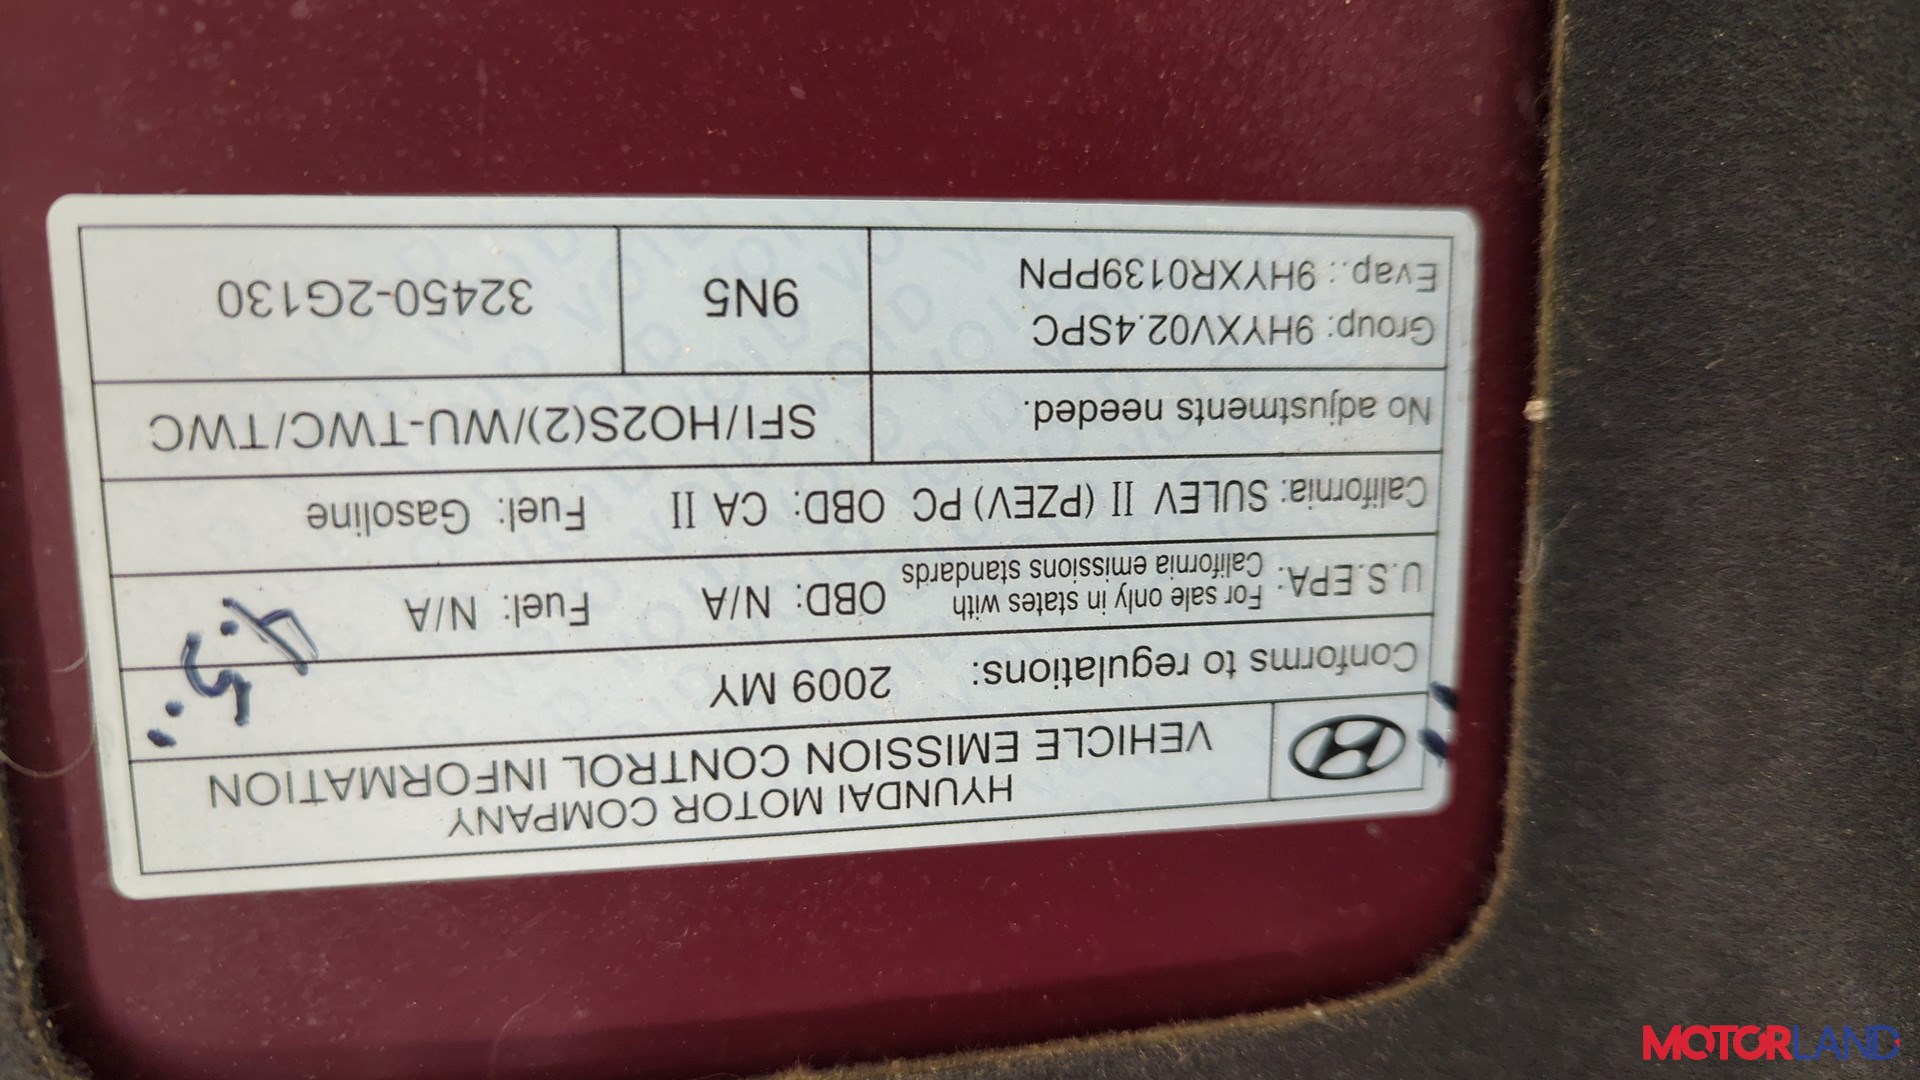 HYUNDAI MOTOR COMPANY
VEHICLE EMISSION CONTROL INFORMATION
Conforms to regulations: 2009 MY
U.S.EPA: For sale only in states with California emissions standards OBD: N/A Fuel: N/A
California: SULEV II (PZEV) PC OBD: CA II Fuel: Gasoline
No adjustments needed. SFI/HO2S(2)/WU-TWC/TWC
Group: 9HYXV02.4SPC
Evap.: 9HYXR0139PPN
9N5
32450-2G130
MOTORLAND